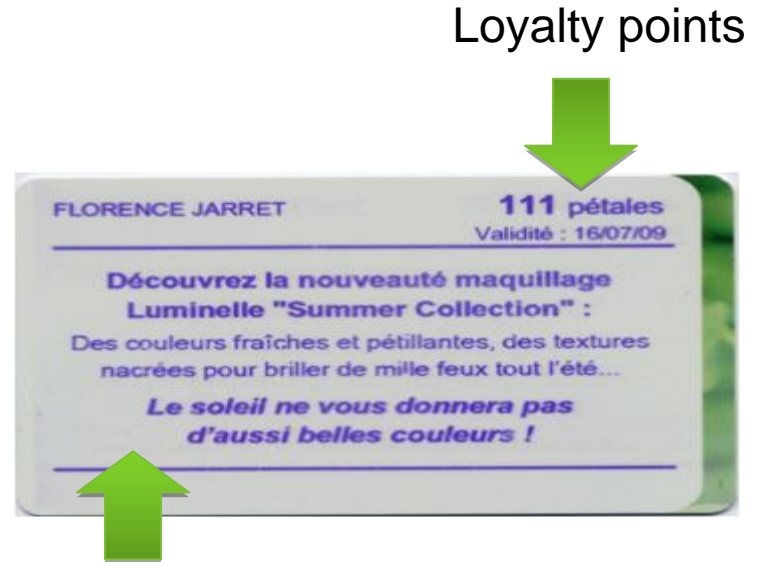 Loyalty points
FLORENCE JARRET
111 pétales
Validité : 16/07/09
Découvrez la nouveauté maquillage
Luminelle "Summer Collection" :
Des couleurs fraîches et pétillantes, des textures
nacrées pour briller de mille feux tout l'été...
Le soleil ne vous donnera pas
d'aussi belles couleurs !